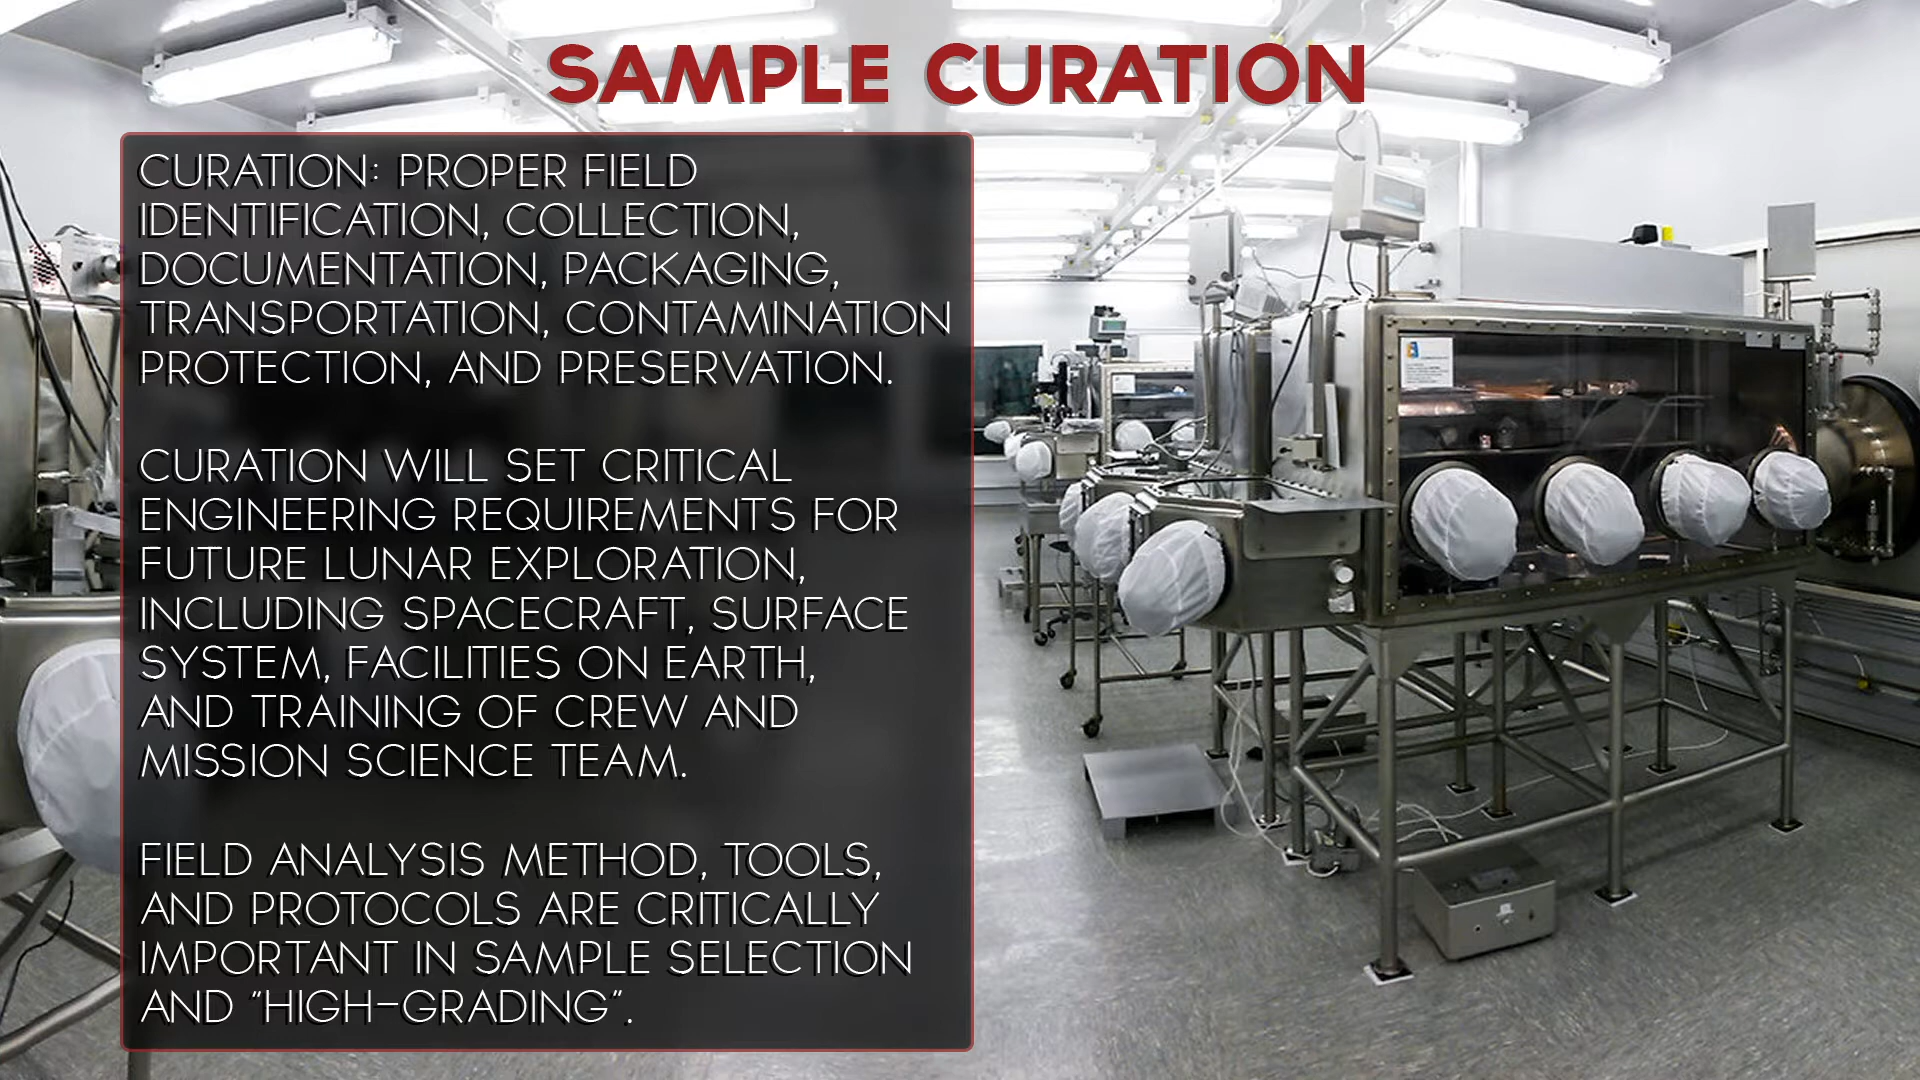 SAMPLE CURATION
CURATION: PROPER FIELD
IDENTIFICATION, COLLECTION,
DOCUMENTATION, PACKAGING,
TRANSPORTATION, CONTAMINATION
PROTECTION, AND PRESERVATION.
CURATION WILL SET CRITICAL
ENGINEERING REQUIREMENTS FOR
FUTURE LUNAR EXPLORATION,
INCLUDING SPACECRAFT, SURFACE
SYSTEM, FACILITIES ON EARTH,
AND TRAINING OF CREW AND
MISSION SCIENCE TEAM.
FIELD ANALYSIS METHOD, TOOLS,
AND PROTOCOLS ARE CRITICALLY
IMPORTANT IN SAMPLE SELECTION
AND “HIGH-GRADING”.